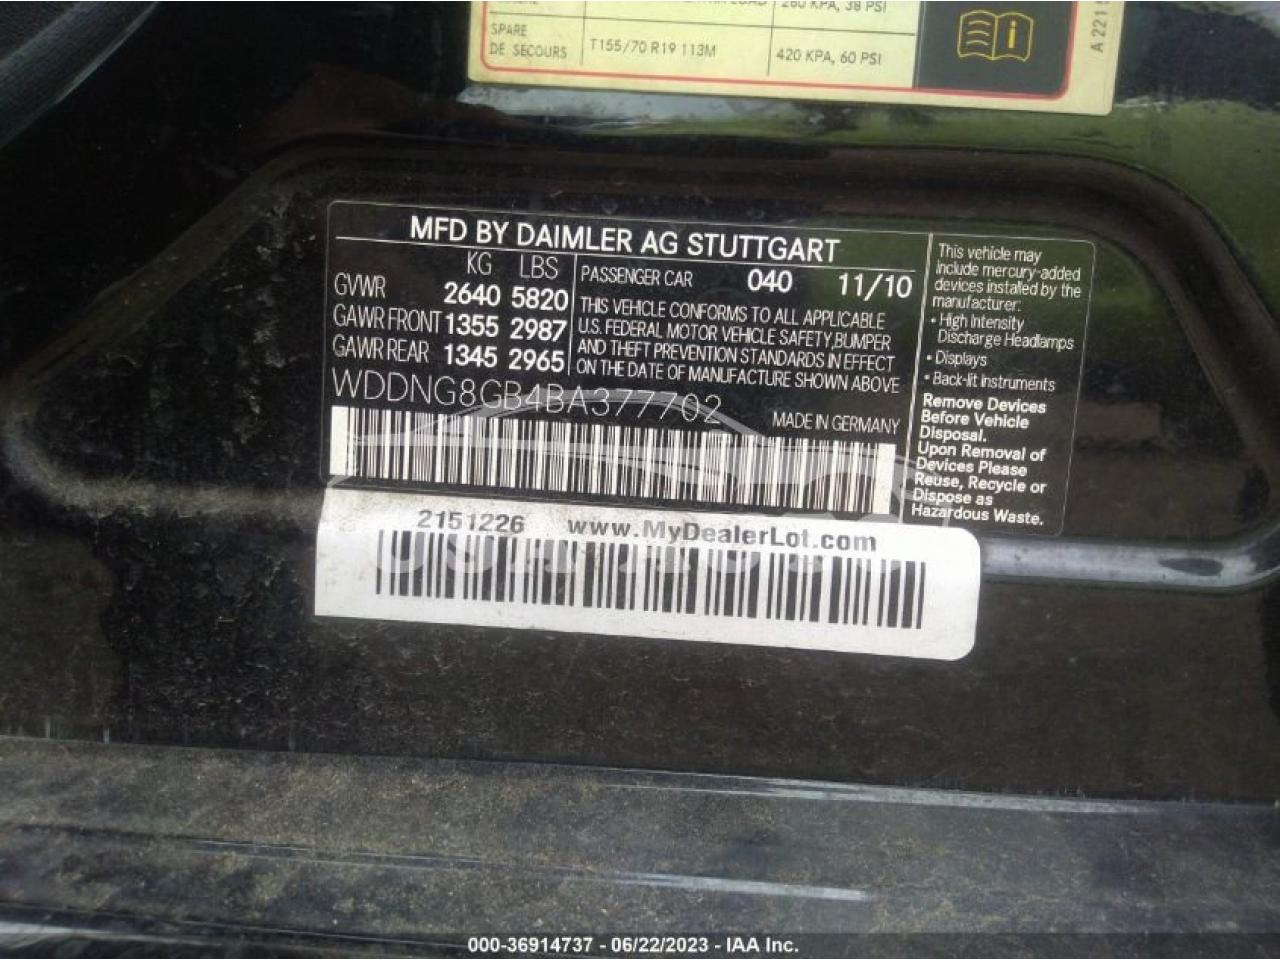 260 KPA, 38 PSI
SPARE
DE SECOURS
T155/70 R19 113M
420 KPA, 60 PSI
i
A 221
MFD BY DAIMLER AG STUTTGART
KG LBS
GVWR 2640 5820
GAWR FRONT 1355 2987
GAWR REAR 1345 2965
PASSENGER CAR 040 11/10
THIS VEHICLE CONFORMS TO ALL APPLICABLE
U.S. FEDERAL MOTOR VEHICLE SAFETY,BUMPER
AND THEFT PREVENTION STANDARDS IN EFFECT
ON THE DATE OF MANUFACTURE SHOWN ABOVE
WDDNG8GB4BA377702
MADE IN GERMANY
This vehicle may
include mercury-added
devices installed by the
manufacturer:
• High Intensity
Discharge Headlamps
• Displays
• Back-lit Instruments
Remove Devices
Before Vehicle
Disposal.
Upon Removal of
Devices Please
Reuse, Recycle or
Dispose as
Hazardous Waste.
2151226 www.MyDealerLot.com
000-36914737 - 06/22/2023 - IAA Inc.